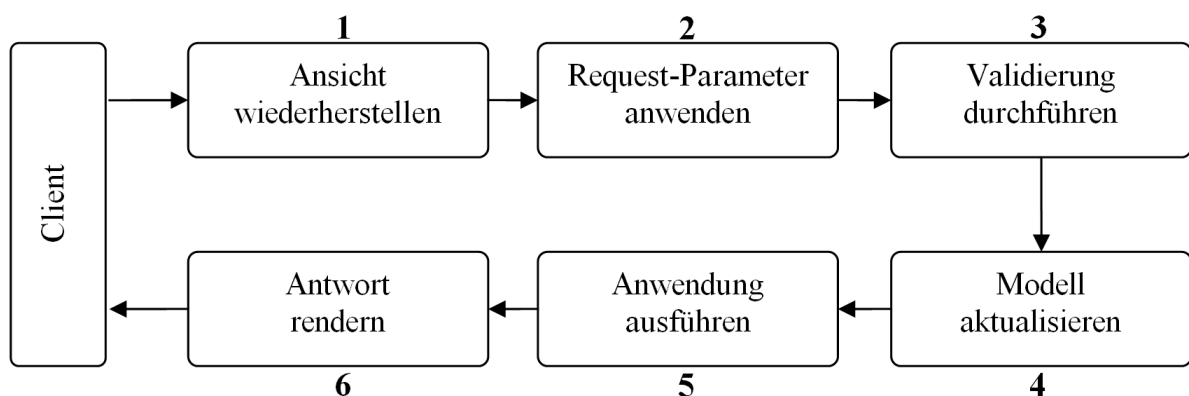 1
Ansicht
wiederherstellen
2
Request-Parameter
anwenden
3
Validierung
durchführen
Client
Antwort
rendern
6
Anwendung
ausführen
5
Modell
aktualisieren
4